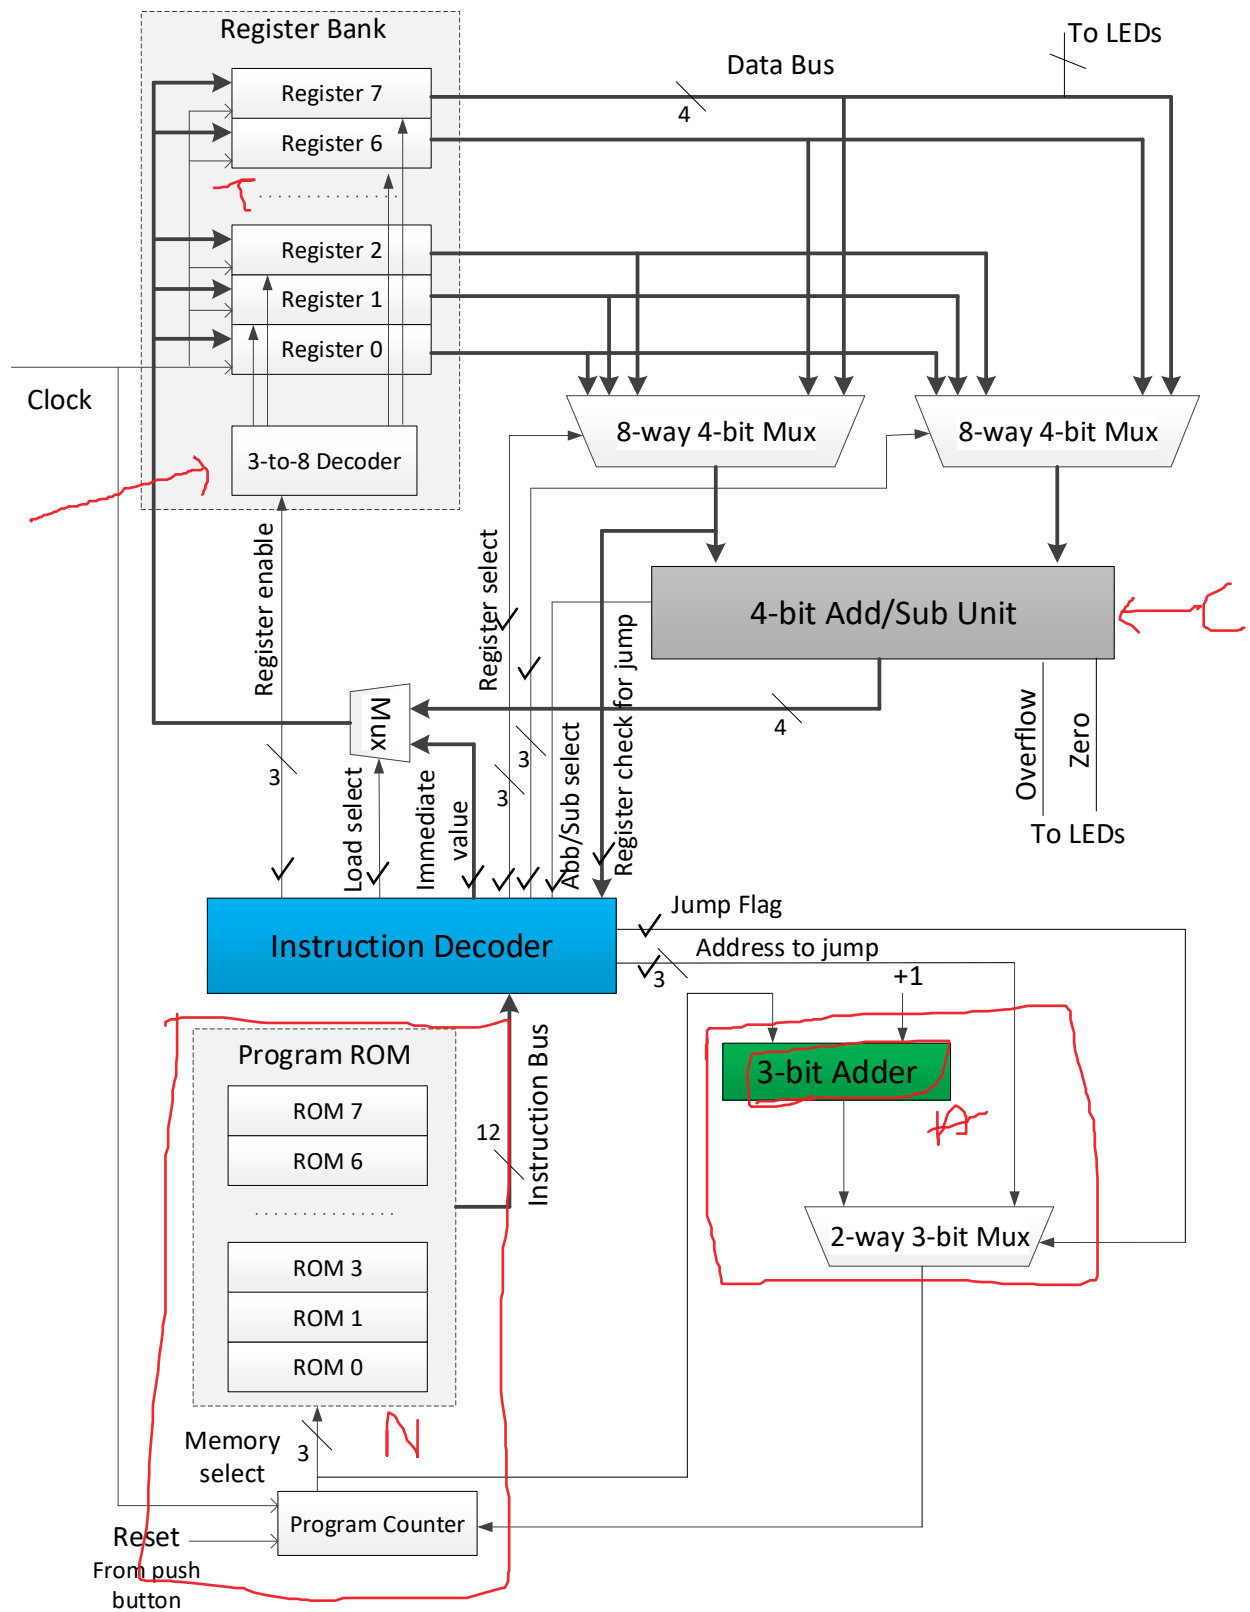 Register Bank
To LEDs
Data Bus
Register 7
4
Register 6
T
Register 2
Register 1
Register 0
Clock
8-way 4-bit Mux
8-way 4-bit Mux
3-to-8 Decoder
Register enable
Register select
4-bit Add/Sub Unit
C
Register check for jump
Mux
4
Overflow
Zero
3
3
3
Load select
Immediate
value
Abb/Sub select
To LEDs
Jump Flag
Instruction Decoder
Address to jump
3
+1
Program ROM
Instruction Bus
3-bit Adder
ROM 7
12
ROM 6
2-way 3-bit Mux
ROM 3
ROM 1
ROM 0
N
Memory
select
3
Program Counter
Reset
From push
button